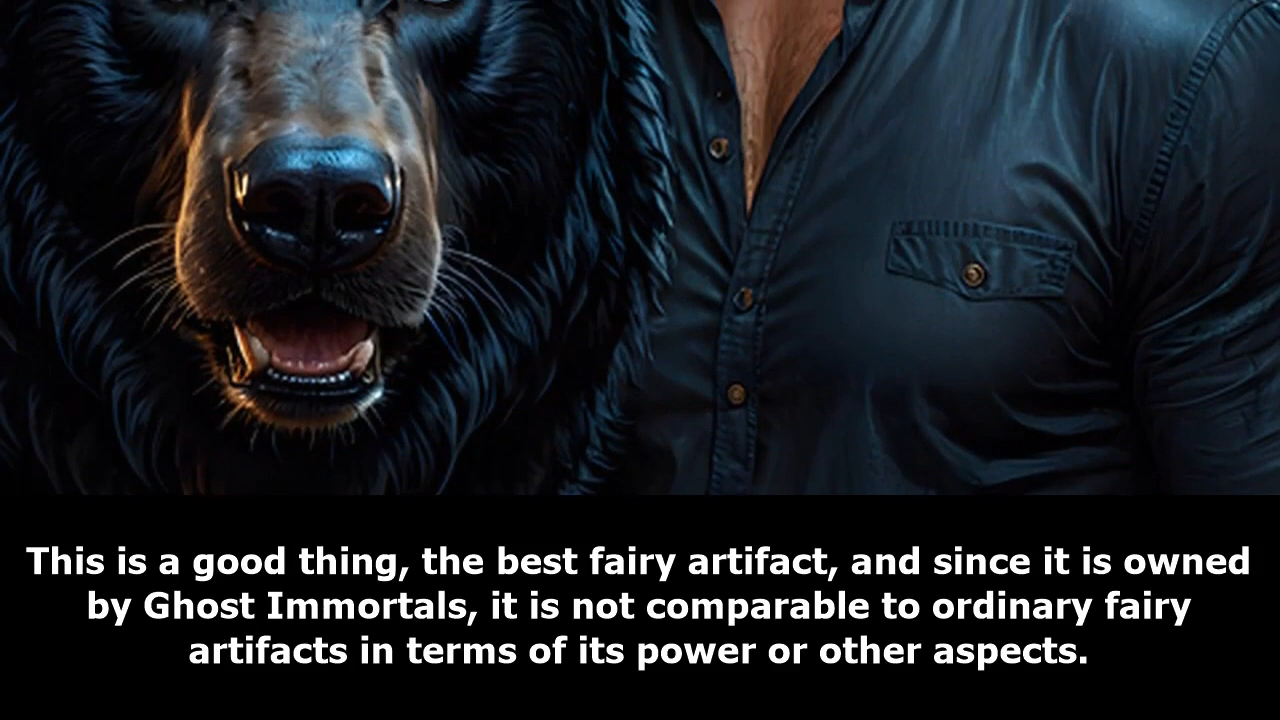 This is a good thing, the best fairy artifact, and since it is owned
by Ghost Immortals, it is not comparable to ordinary fairy
artifacts in terms of its power or other aspects.